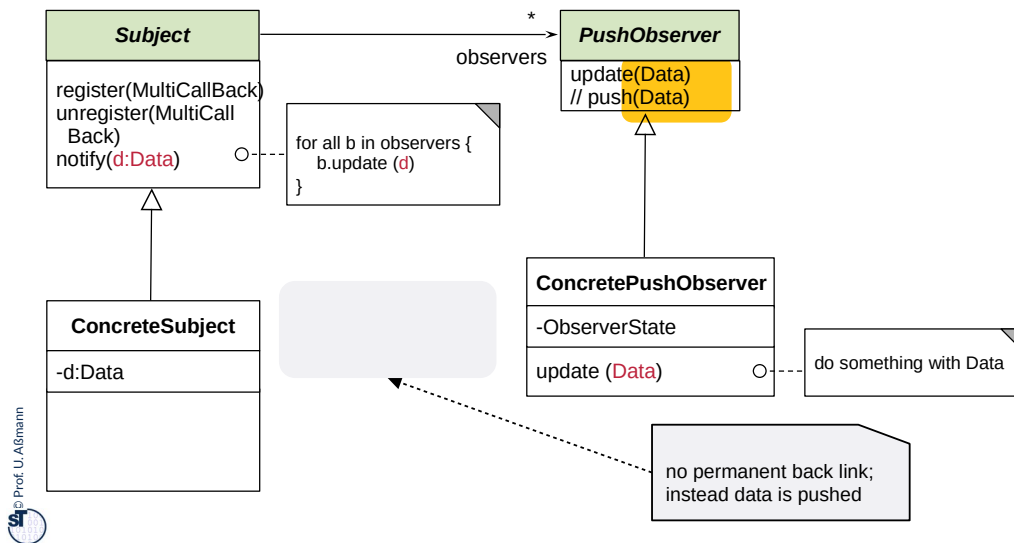 Subject
*
observers
PushObserver
register(MultiCallBack)
unregister(MultiCall
Back)
notify(d:Data)
for all b in observers {
b.update (d)
}
update(Data)
// push(Data)
ConcreteSubject
-d:Data
ConcretePushObserver
-ObserverState
update (Data)
do something with Data
no permanent back link;
instead data is pushed
© Prof. U. Aßmann
ST